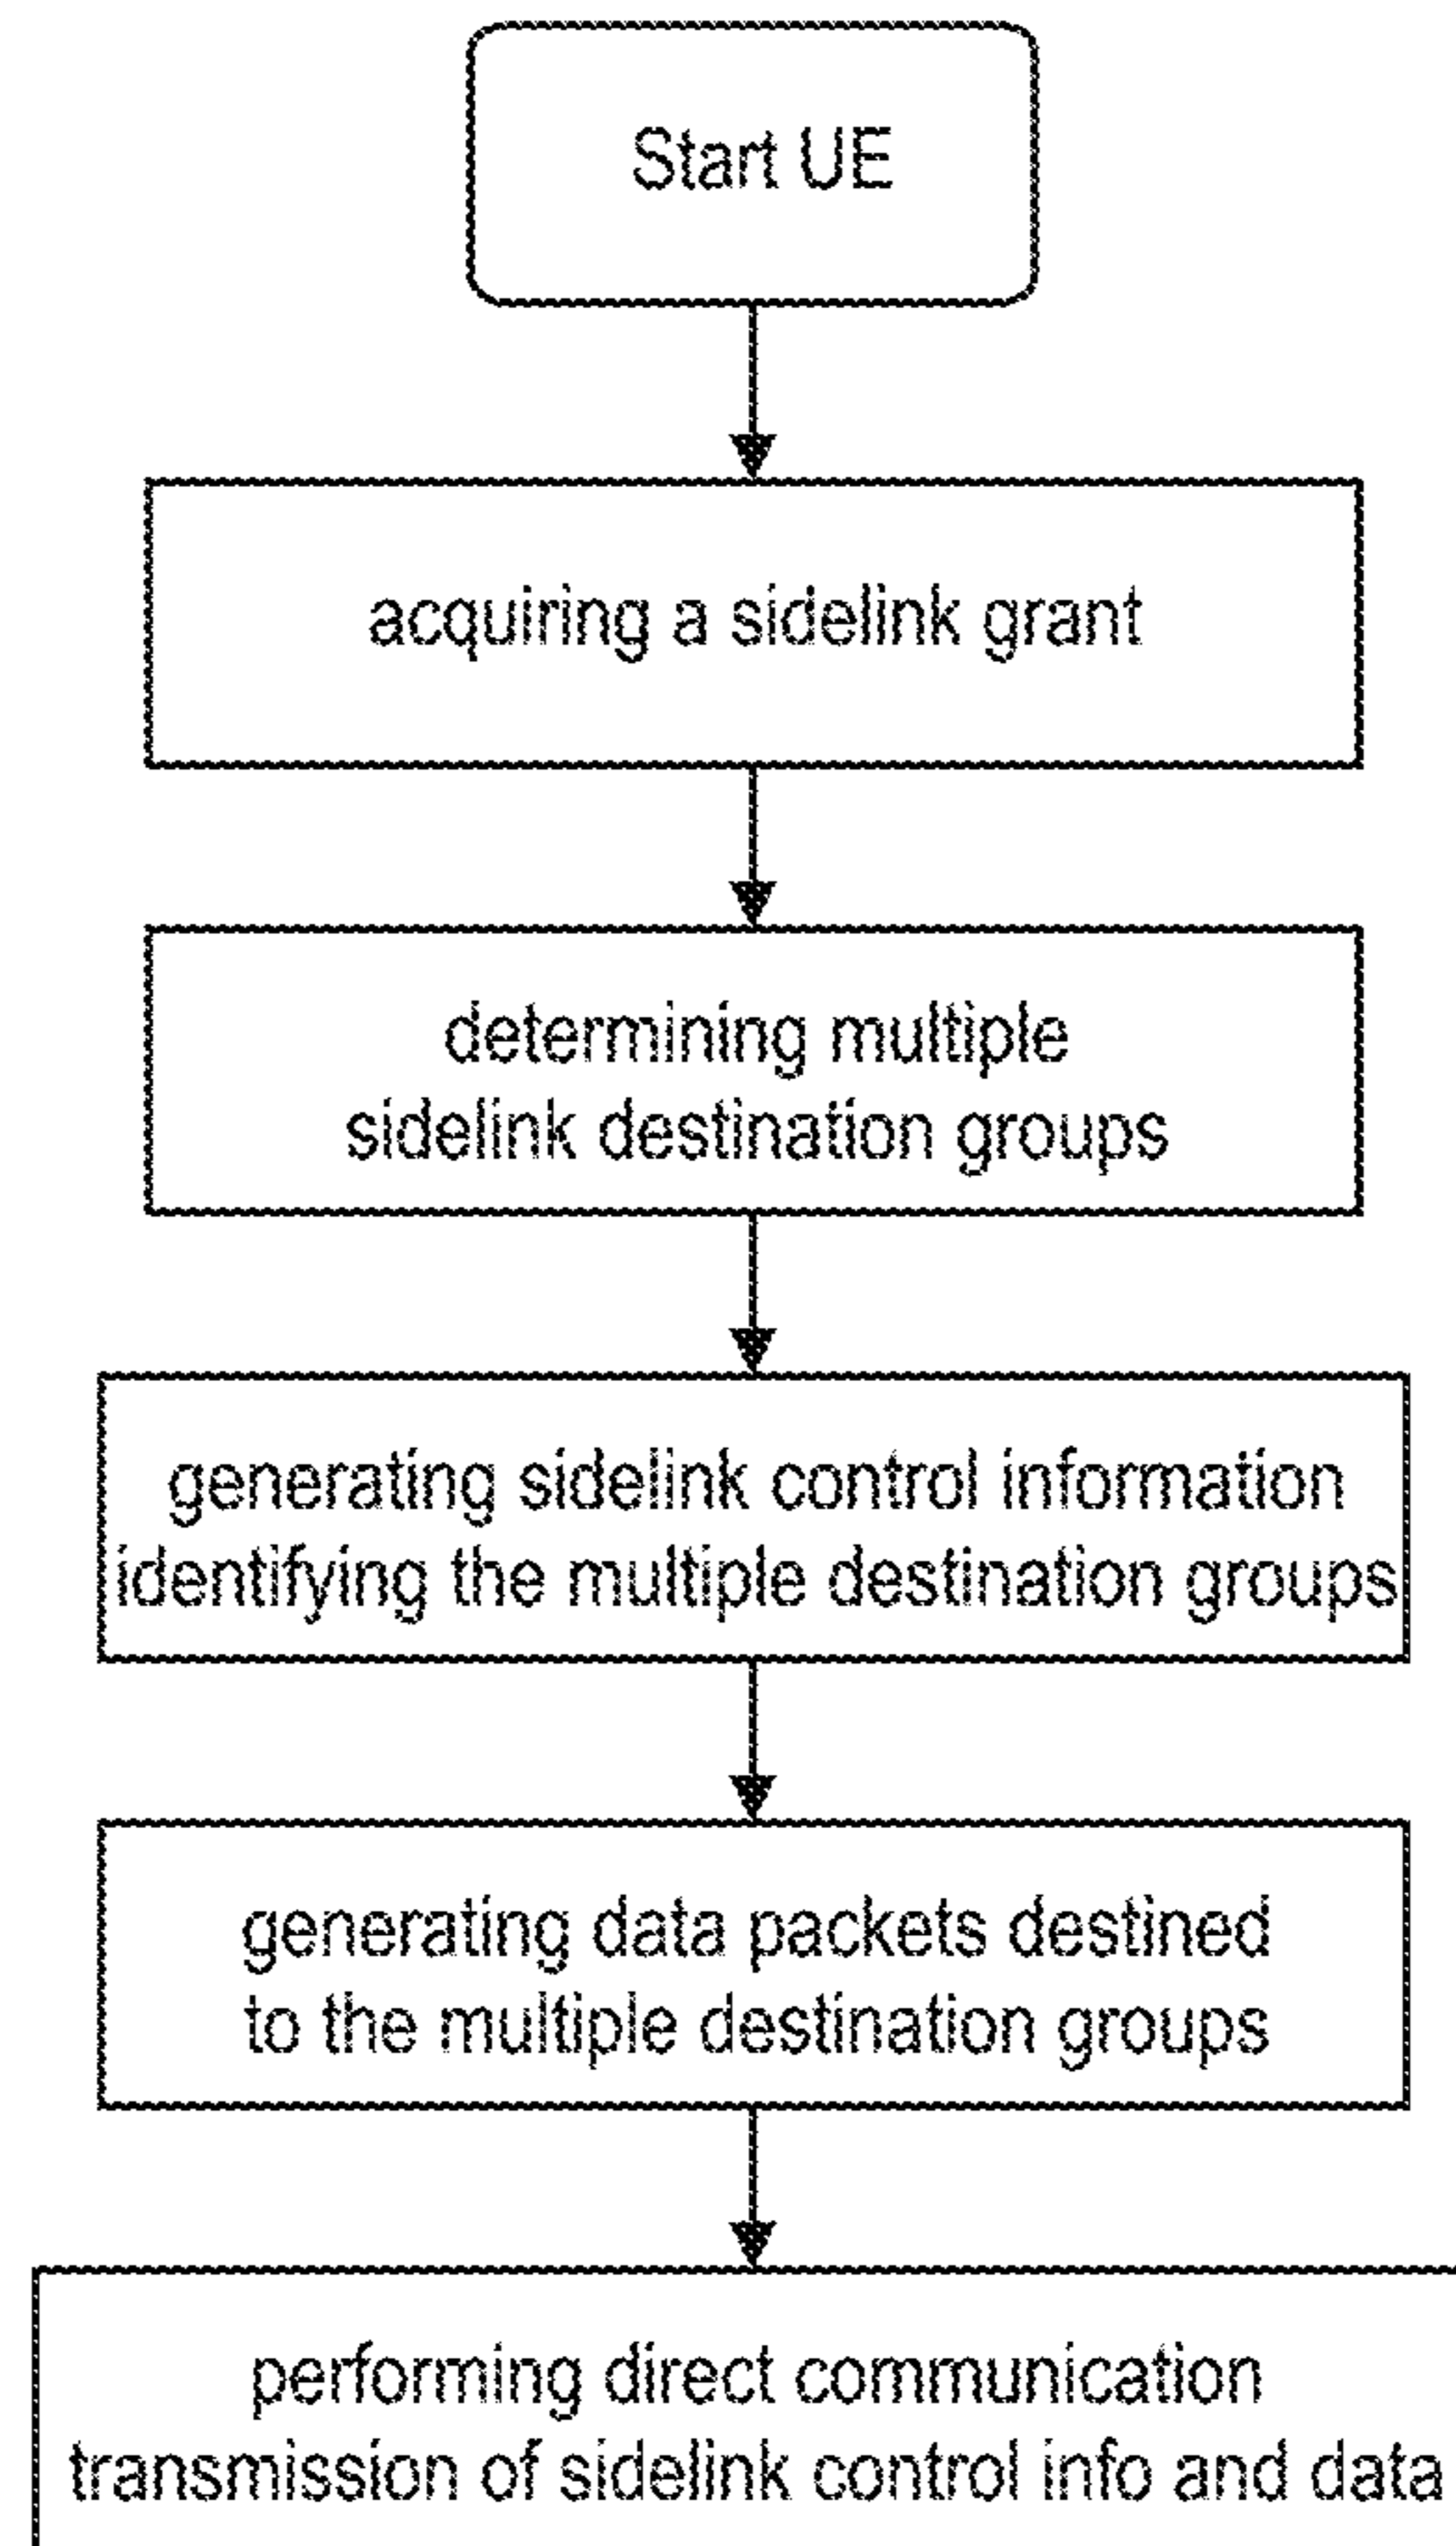 Start UE
acquiring a sidelink grant
determining multiple
sidelink destination groups
generating sidelink control information
identifying the multiple destination groups
generating data packets destined
to the multiple destination groups
performing direct communication
transmission of sidelink control info and data